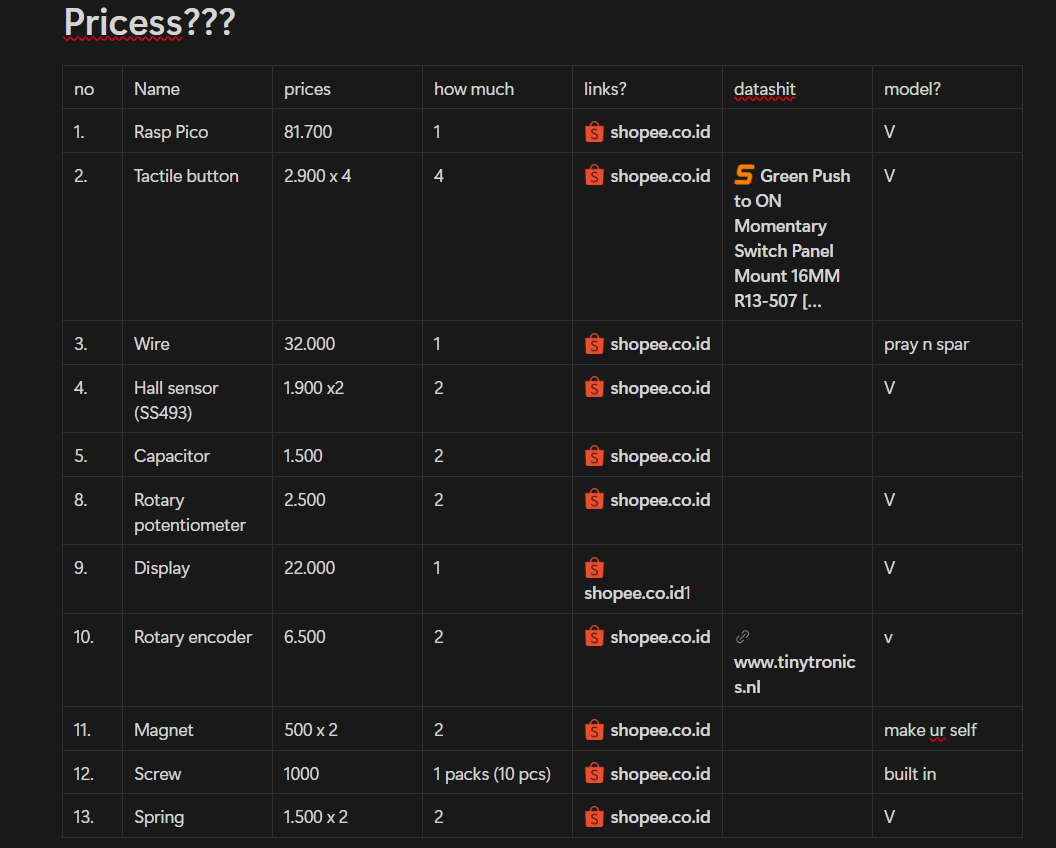 Pricess???
no Name prices how much links? datashit model?
1. Rasp Pico 81.700 1 shopee.co.id V
2. Tactile button 2.900 x 4 4 shopee.co.id Green Push V
to ON
Momentary
Switch Panel
Mount 16MM
R13-507 [...
3. Wire 32.000 1 shopee.co.id pray n spar
4. Hall sensor 1.900 x2 2 shopee.co.id V
(SS493)
5. Capacitor 1.500 2 shopee.co.id
8. Rotary 2.500 2 shopee.co.id V
potentiometer
9. Display 22.000 1 V
shopee.co.id1
10. Rotary encoder 6.500 2 shopee.co.id v
www.tinytronic
s.nl
11. Magnet 500 x 2 2 shopee.co.id make ur self
12. Screw 1000 1 packs (10 pcs) shopee.co.id built in
13. Spring 1.500 x 2 2 shopee.co.id V